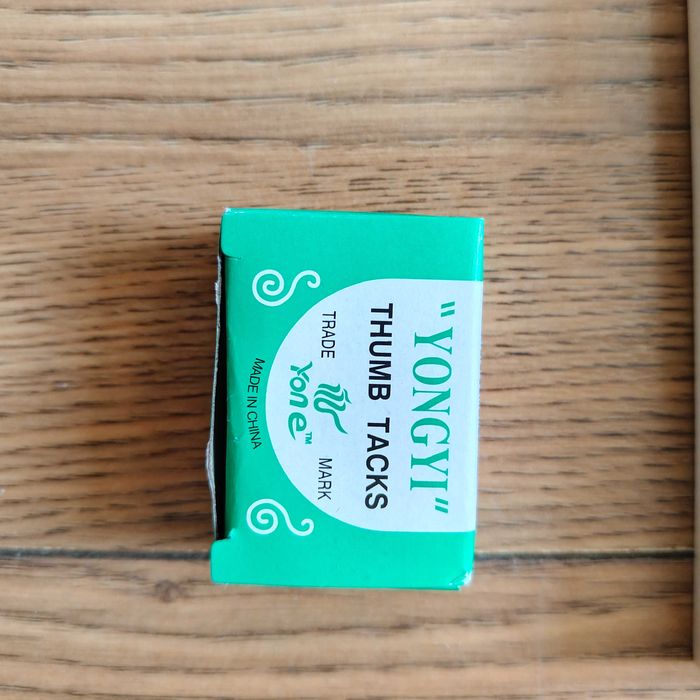 "YONGYI"
THUMB TACKS
TRADE MARK
Yone™
MADE IN CHINA